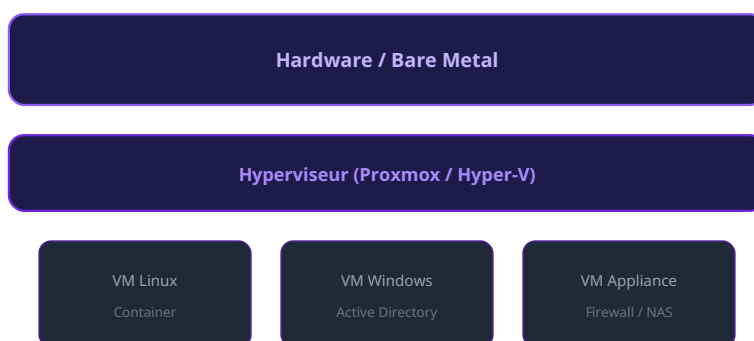 Hardware / Bare Metal
Hyperviseur (Proxmox / Hyper-V)
VM Linux
Container
VM Windows
Active Directory
VM Appliance
Firewall / NAS